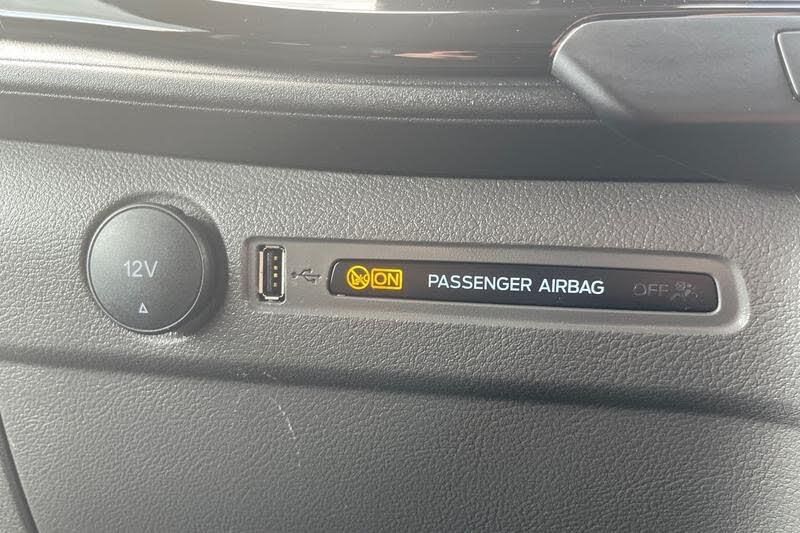 12V
ON PASSENGER AIRBAG OFF